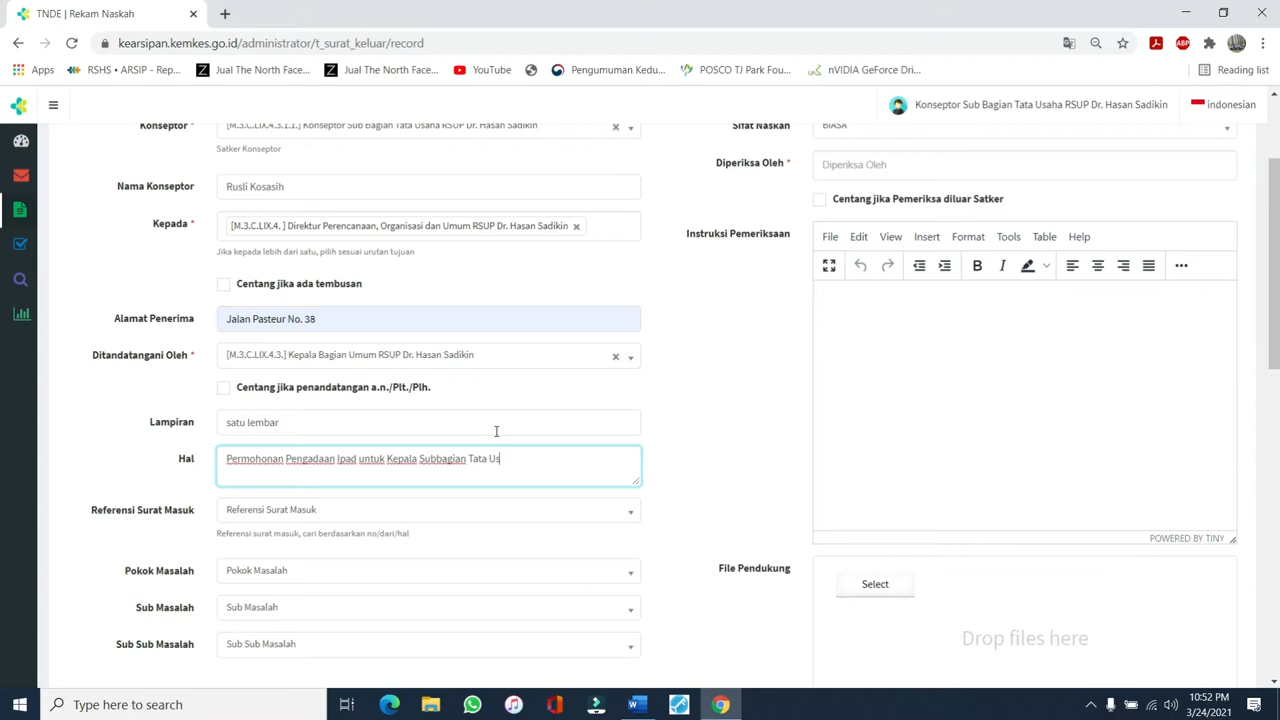 TNDE | Rekam Naskah
kearsipan.kemkes.go.id/administrator/t_surat_keluar/record
Apps
RSHS ▸ ARSIP - Rep...
Jual The North Face...
Jual The North Face...
YouTube
Pengumuman Kedu...
POSCO TJ Park Foun...
nVIDIA GeForce Dri...
Reading list
Konseptor Sub Bagian Tata Usaha RSUP Dr. Hasan Sadikin
indonesian
Konseptor
[M.3.C.LIX.4.3.1.1.] Konseptor Sub Bagian Tata Usaha RSUP Dr. Hasan Sadikin
Satker Konseptor
Nama Konseptor
Rusli Kosasih
Kepada *
[M.3.C.LIX.4. ] Direktur Perencanaan, Organisasi dan Umum RSUP Dr. Hasan Sadikin
Jika kepada lebih dari satu, pilih sesuai urutan tujuan
Centang jika ada tembusan
Alamat Penerima
Jalan Pasteur No. 38
Ditandatangani Oleh *
[M.3.C.LIX.4.3.] Kepala Bagian Umum RSUP Dr. Hasan Sadikin
Centang jika penandatangan a.n./Plt./Plh.
Lampiran
satu lembar
Hal
Permohonan Pengadaan Ipad untuk Kepala Subbagian Tata Us
Referensi Surat Masuk
Referensi Surat Masuk
Referensi surat masuk, cari berdasarkan no/dari/hal
Pokok Masalah
Pokok Masalah
Sub Masalah
Sub Masalah
Sub Sub Masalah
Sub Sub Masalah
Sifat Naskah
BIASA
Diperiksa Oleh *
Diperiksa Oleh
Centang jika Pemeriksa diluar Satker
Instruksi Pemeriksaan
File Edit View Insert Format Tools Table Help
POWERED BY TINY
File Pendukung
Select
Drop files here
Type here to search
10:52 PM
3/24/2021